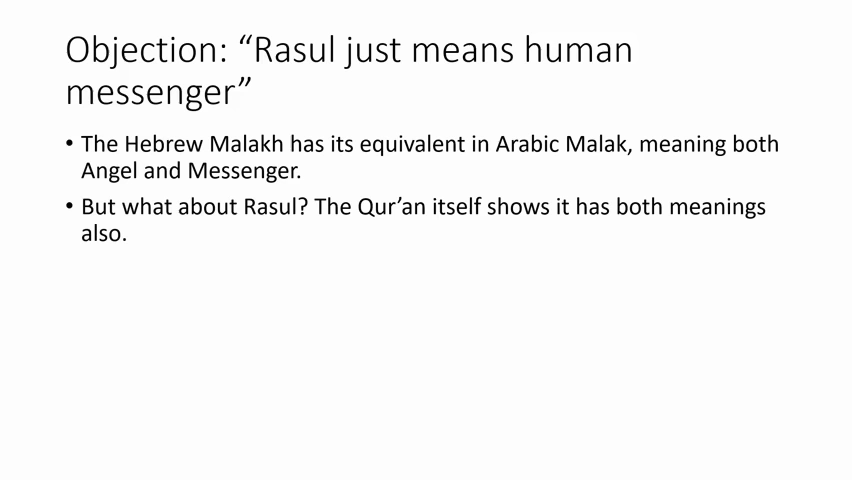 Objection: “Rasul just means human
messenger”
• The Hebrew Malakh has its equivalent in Arabic Malak, meaning both
Angel and Messenger.
• But what about Rasul? The Qur’an itself shows it has both meanings
also.